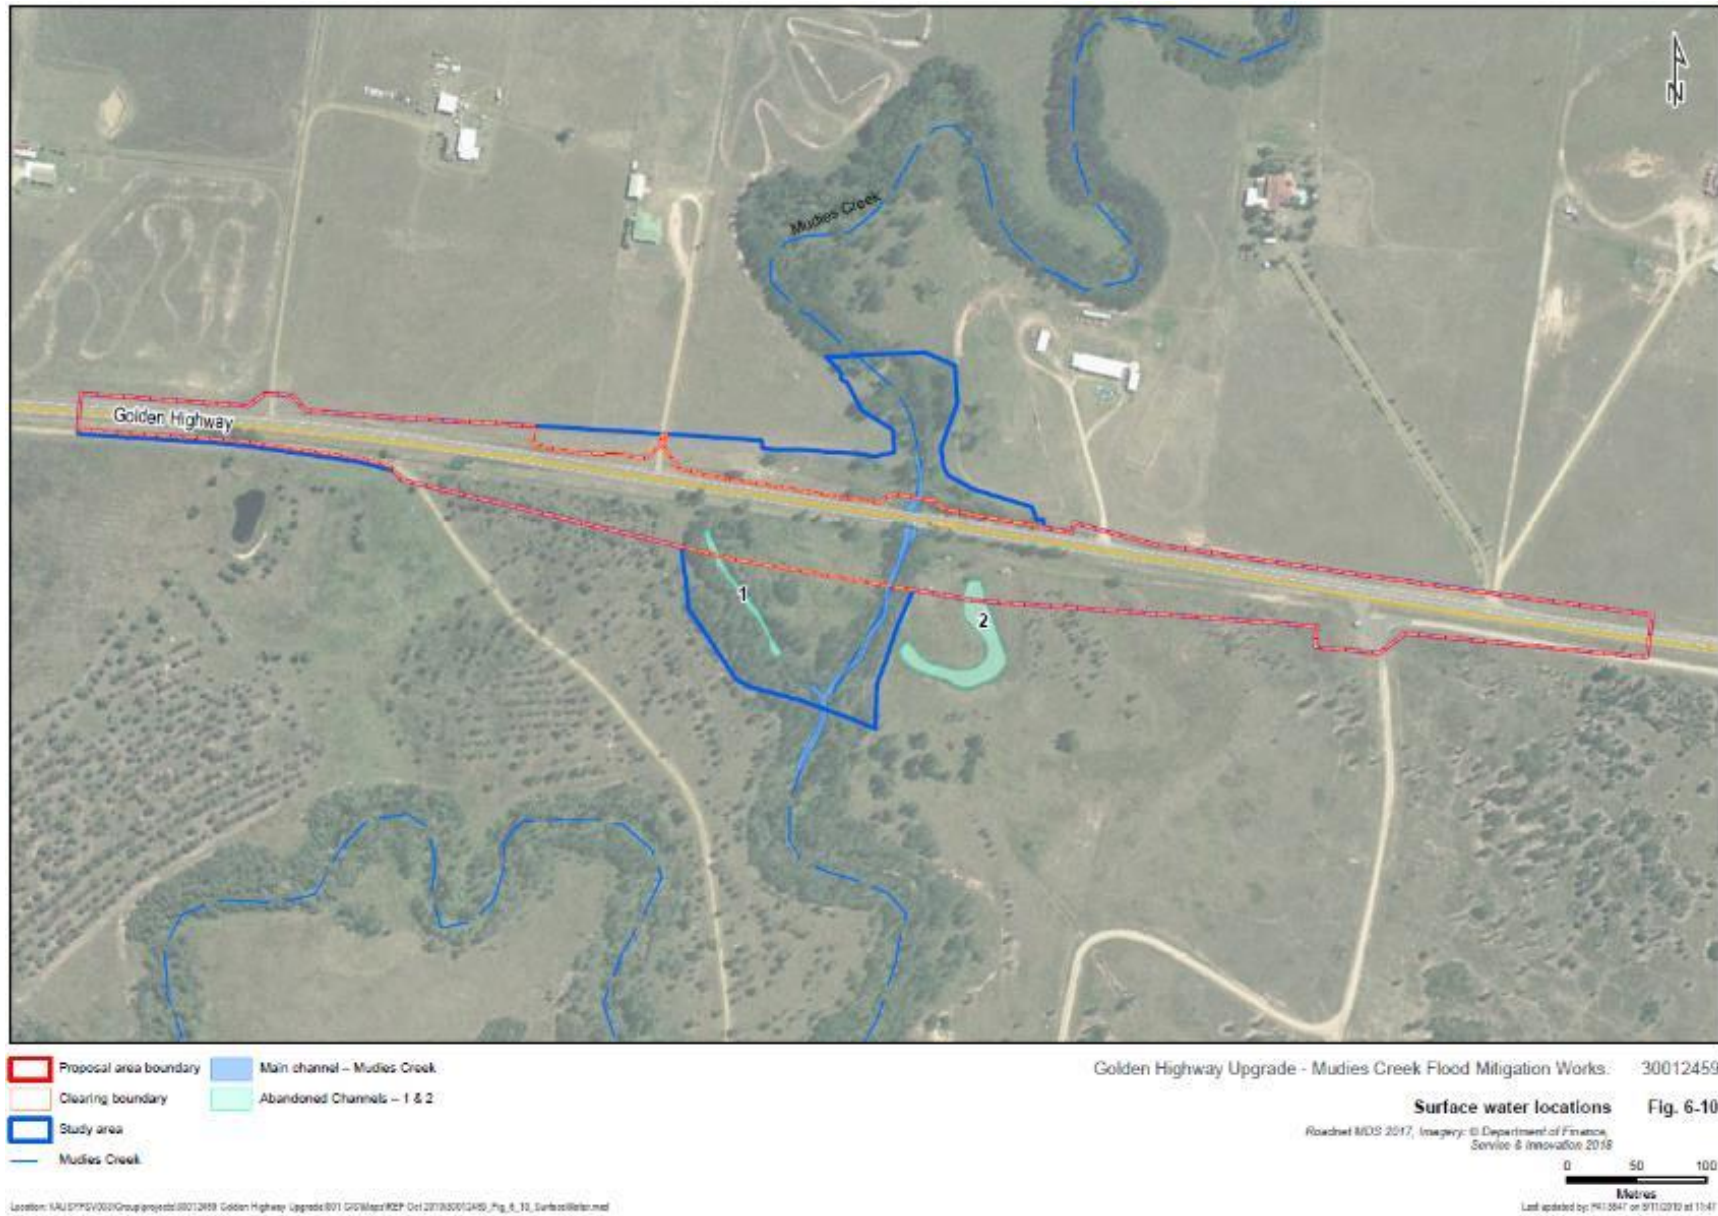 N
Mudies Creek
Golden Highway
1
2
Proposal area boundary
Main channel – Mudies Creek
Clearing boundary
Abandoned Channels – 1 & 2
Study area
Mudies Creek
Golden Highway Upgrade - Mudies Creek Flood Mitigation Works. 30012459
Surface water locations Fig. 6-10
Roadnet MDS 2017, Imagery: © Department of Finance,
Service & Innovation 2018
0 50 100
Metres